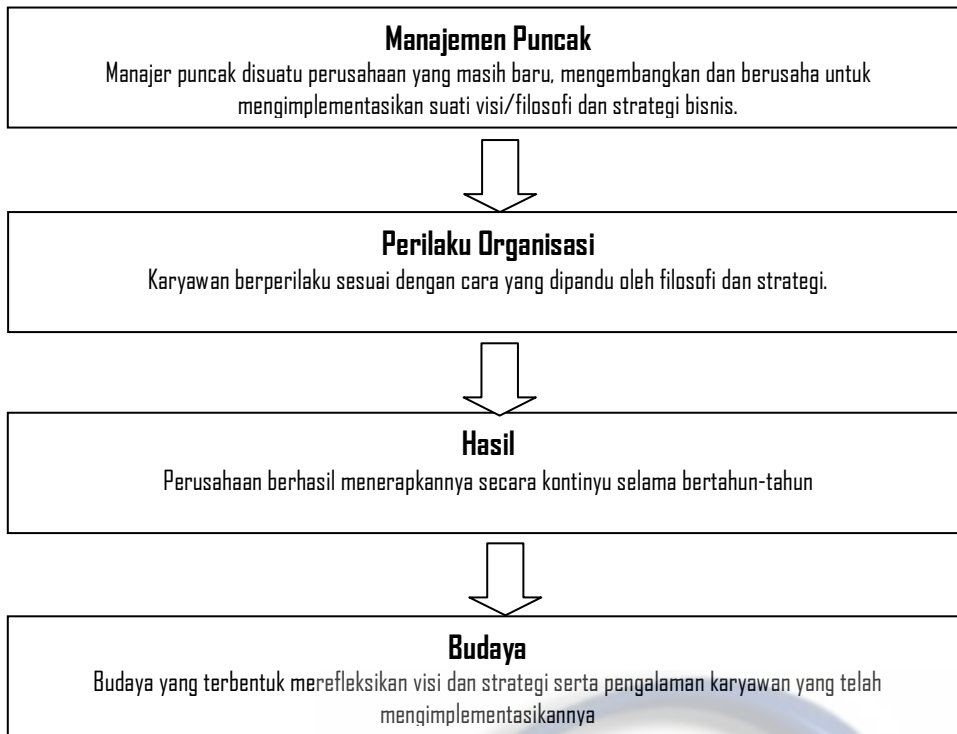 Manajemen Puncak
Manajer puncak disuatu perusahaan yang masih baru, mengembangkan dan berusaha untuk
mengimplementasikan suati visi/filosofi dan strategi bisnis.
Perilaku Organisasi
Karyawan berperilaku sesuai dengan cara yang dipandu oleh filosofi dan strategi.
Hasil
Perusahaan berhasil menerapkannya secara kontinyu selama bertahun-tahun
Budaya
Budaya yang terbentuk merefleksikan visi dan strategi serta pengalaman karyawan yang telah
mengimplementasikannya